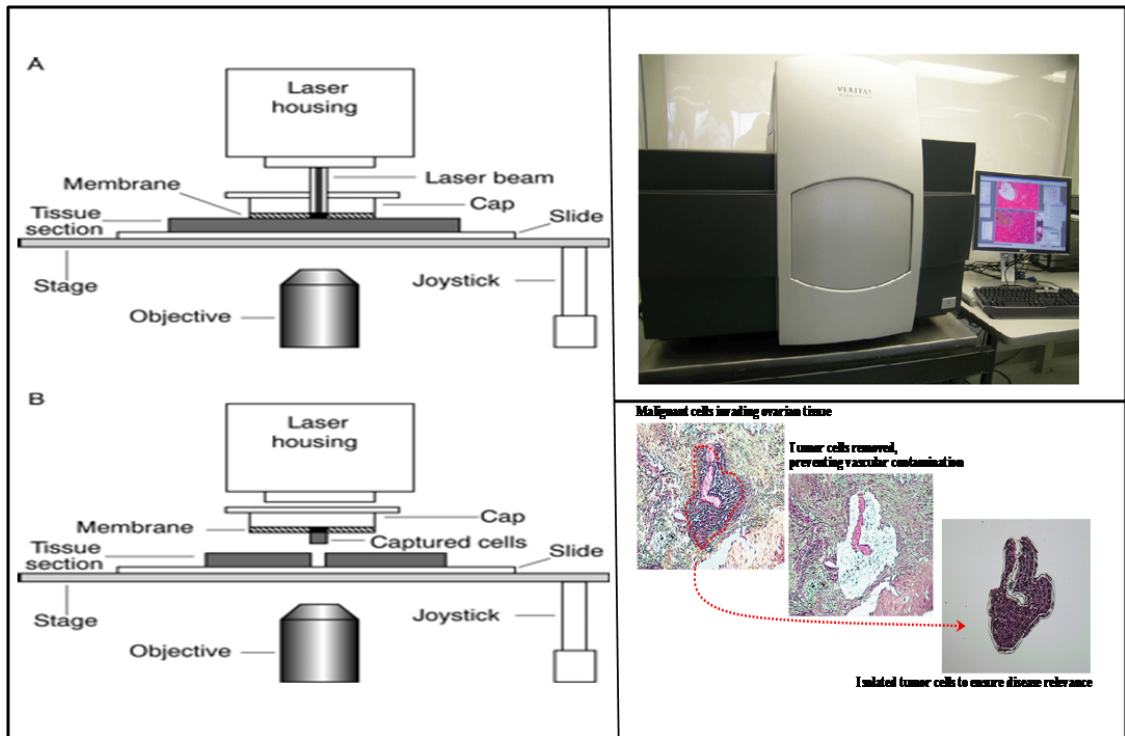 A
Laser
housing
Membrane
Laser beam
Cap
Tissue
section
Slide
Stage
Joystick
Objective
B
Laser
housing
Membrane
Cap
Captured cells
Tissue
section
Slide
Stage
Joystick
Objective
VERITAS
Malignant cells invading ovarian tissue
Tumor cells removed,
preventing vascular contamination
Isolated tumor cells to ensure disease relevance